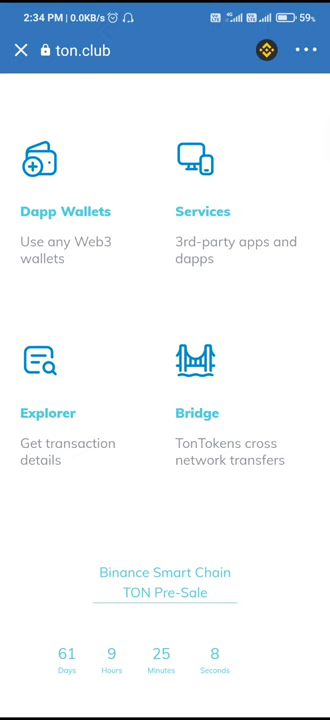 2:34 PM | 0.0KB/s
59%
ton.club
Dapp Wallets
Use any Web3
wallets
Services
3rd-party apps and
dapps
Explorer
Get transaction
details
Bridge
TonTokens cross
network transfers
Binance Smart Chain
TON Pre-Sale
61 9 25 8
Days Hours Minutes Seconds